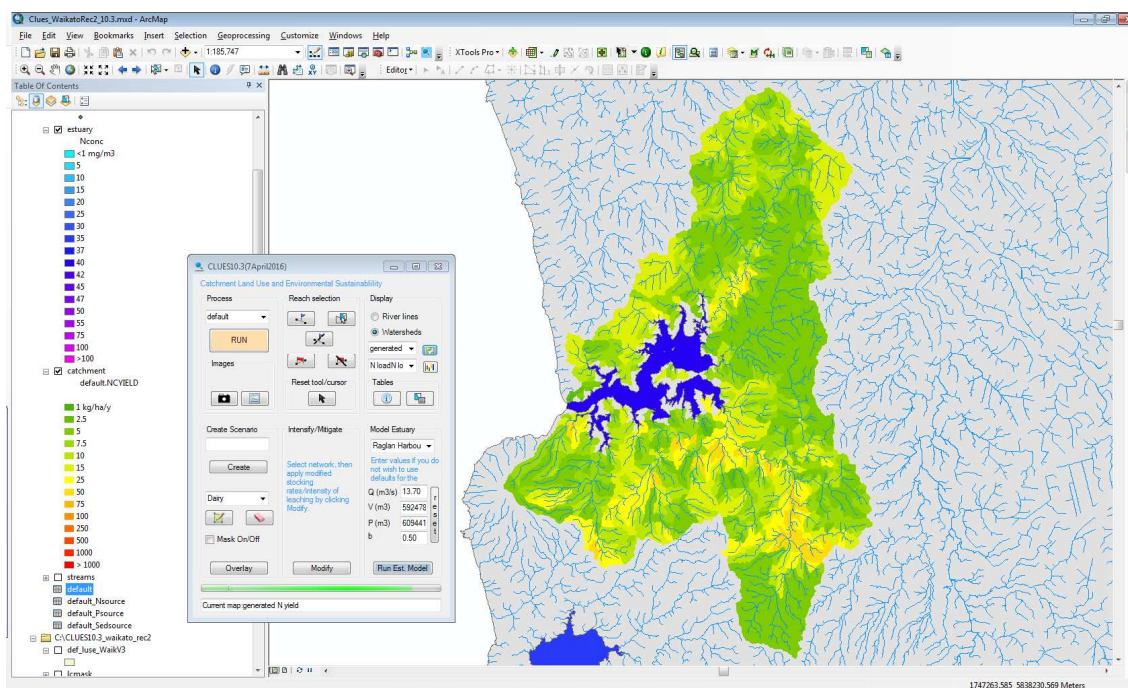 Clues_WaikatoRec2_10.3.mxd - ArcMap
File Edit View Bookmarks Insert Selection Geoprocessing Customize Windows Help
1:185,747
XTools Pro
Editor
Table Of Contents
estuary
Nconc
<1 mg/m3
5
10
15
20
25
30
35
37
40
42
45
47
50
55
75
100
>100
catchment
default.NCYIELD
1 kg/ha/y
2.5
5
7.5
10
15
25
50
75
100
250
500
1000
> 1000
streams
default
default_Nsource
default_Psource
default_Sedsource
C:\CLUES10.3_waikato_rec2
def_luse_WaikV3
lcmask
CLUES10.3(7April2016)
Catchment Land Use and Environmental Sustainablility
Process
default
RUN
Images
Reach selection
Reset tool/cursor
Display
River lines
Watersheds
generated
N loadN lo
Tables
Create Scenario
Create
Dairy
Mask On/Off
Overlay
Intensify/Mitigate
Select network, then
apply modified
stocking
rates/intensity of
leaching by clicking
Modify.
Modify
Model Estuary
Raglan Harbou
Enter values if you do
not wish to use
defaults for the
Q (m3/s) 13.70
V (m3) 592478
P (m3) 609441
b 0.50
reset
Run Est. Model
Current map:generated N yield
1747263.585 5838230.569 Meters